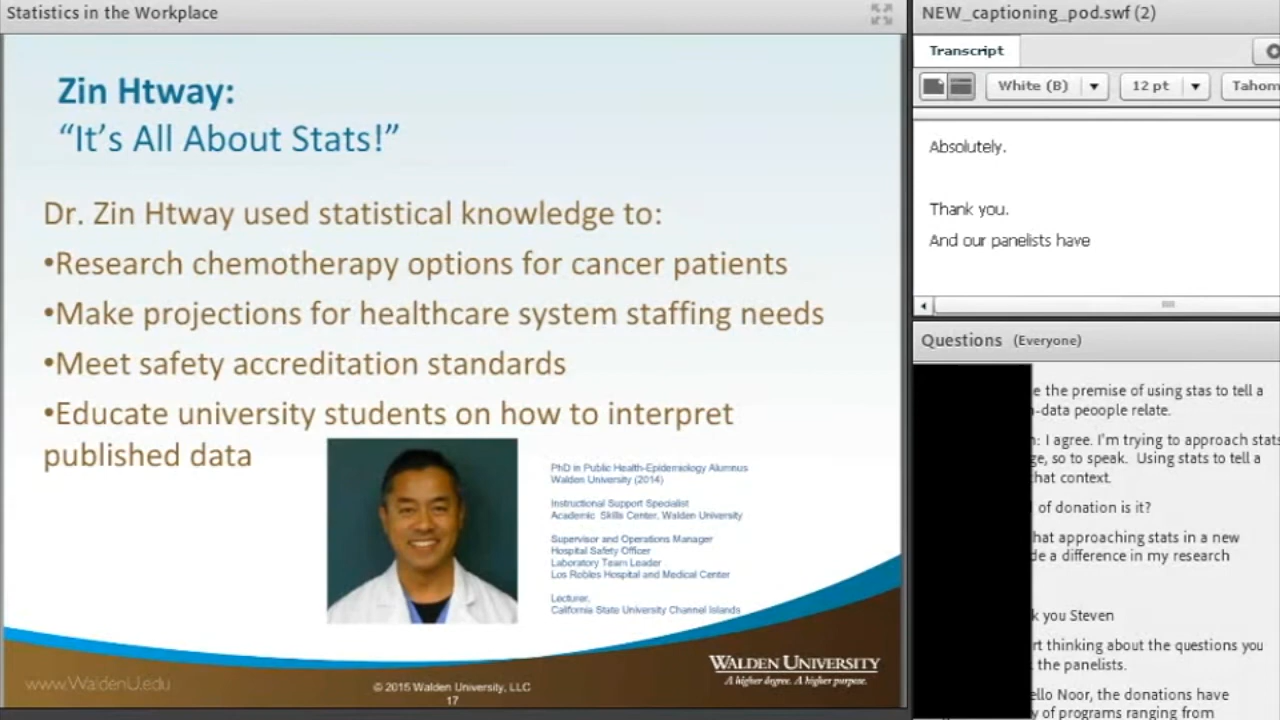 Statistics in the Workplace
Zin Htway:
“It’s All About Stats!”
Dr. Zin Htway used statistical knowledge to:
•Research chemotherapy options for cancer patients
•Make projections for healthcare system staffing needs
•Meet safety accreditation standards
•Educate university students on how to interpret
published data
PhD in Public Health-Epidemiology Alumnus
Walden University (2014)
Instructional Support Specialist
Academic Skills Center, Walden University
Supervisor and Operations Manager
Hospital Safety Officer
Laboratory Team Leader
Los Robles Hospital and Medical Center
Lecturer,
California State University Channel Islands
www.WaldenU.edu
© 2015 Walden University, LLC
17
WALDEN UNIVERSITY
A higher degree. A higher purpose.
NEW_captioning_pod.swf (2)
Transcript
White (B)
12 pt
Tahom
Absolutely.
Thank you.
And our panelists have
Questions (Everyone)
e the premise of using stas to tell a
-data peoople relate.
: I agree. I'm trying to approach stats
ge, so to speak. Using stats to tell a
that context.
of donation is it?
hat approaching stats in a new
de a difference in my research
k you Steven
rt thinking about the questions you
the panelists.
ello Noor, the donations have
y of programs ranging from